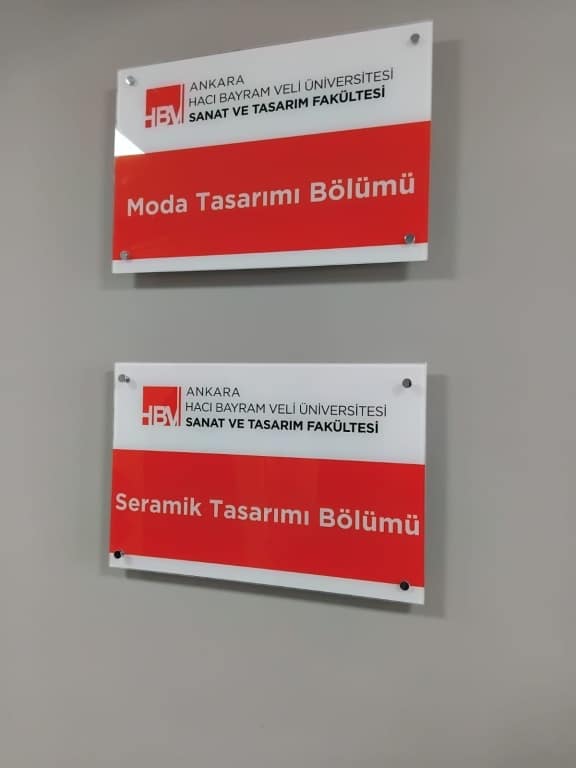 HBV
ANKARA
HACI BAYRAM VELİ ÜNİVERSİTESİ
SANAT VE TASARIM FAKÜLTESİ
Moda Tasarımı Bölümü
HBV
ANKARA
HACI BAYRAM VELİ ÜNİVERSİTESİ
SANAT VE TASARIM FAKÜLTESİ
Seramik Tasarımı Bölümü